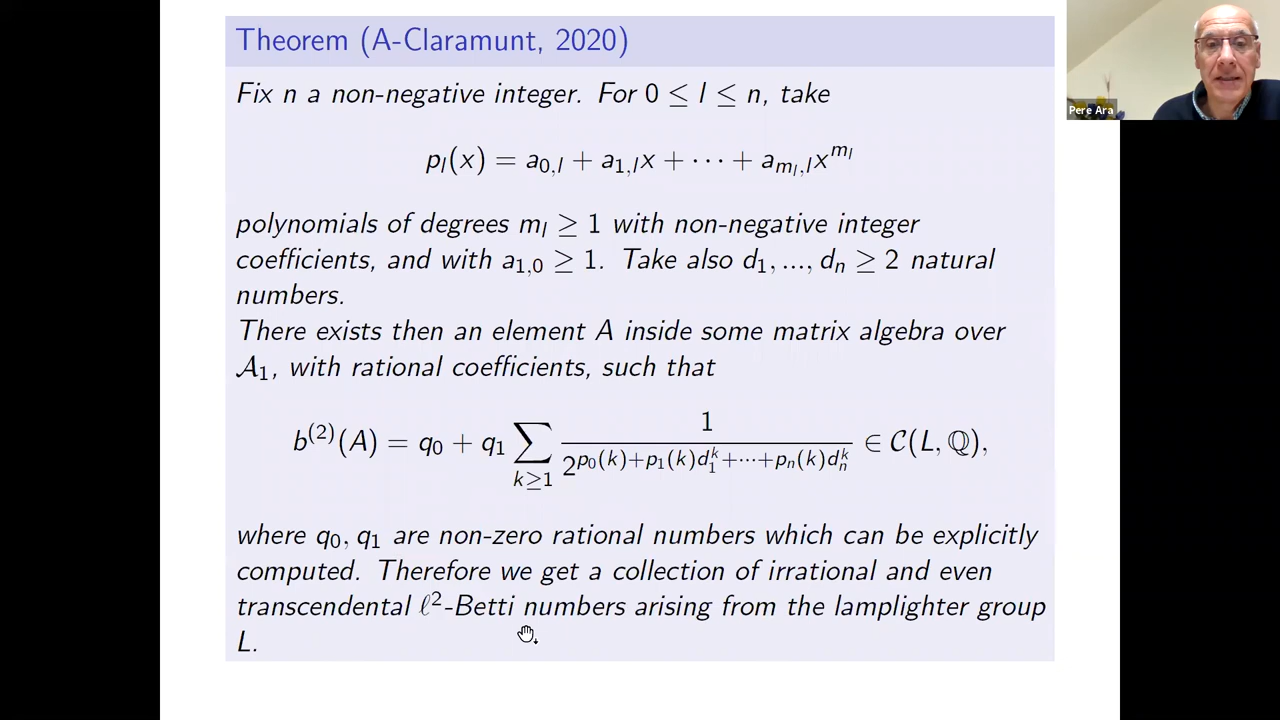 Theorem (A-Claramunt, 2020)
Fix n a non-negative integer. For 0 ≤ l ≤ n, take
p_l(x) = a_{0,l} + a_{1,l}x + ⋯ + a_{m_l,l}x^{m_l}
polynomials of degrees m_l ≥ 1 with non-negative integer
coefficients, and with a_{1,0} ≥ 1. Take also d_1, ..., d_n ≥ 2 natural
numbers.
There exists then an element A inside some matrix algebra over
𝒜_1, with rational coefficients, such that
b^{(2)}(A) = q_0 + q_1 ∑_{k≥1} 1 / 2^{p_0(k)+p_1(k)d_1^k+⋯+p_n(k)d_n^k} ∈ 𝒞(L, ℚ),
where q_0, q_1 are non-zero rational numbers which can be explicitly
computed. Therefore we get a collection of irrational and even
transcendental ℓ^2-Betti numbers arising from the lamplighter group
L.
Pere Ara